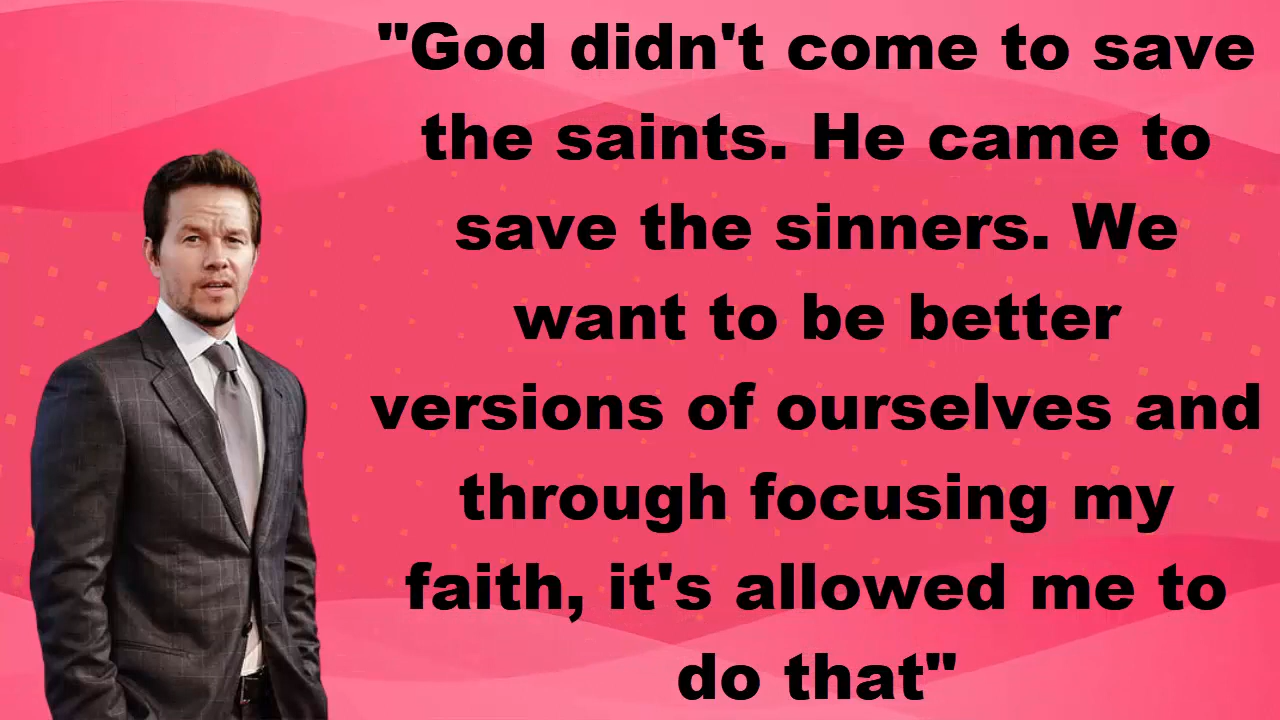 "God didn't come to save
the saints. He came to
save the sinners. We
want to be better
versions of ourselves and
through focusing my
faith, it's allowed me to
do that"